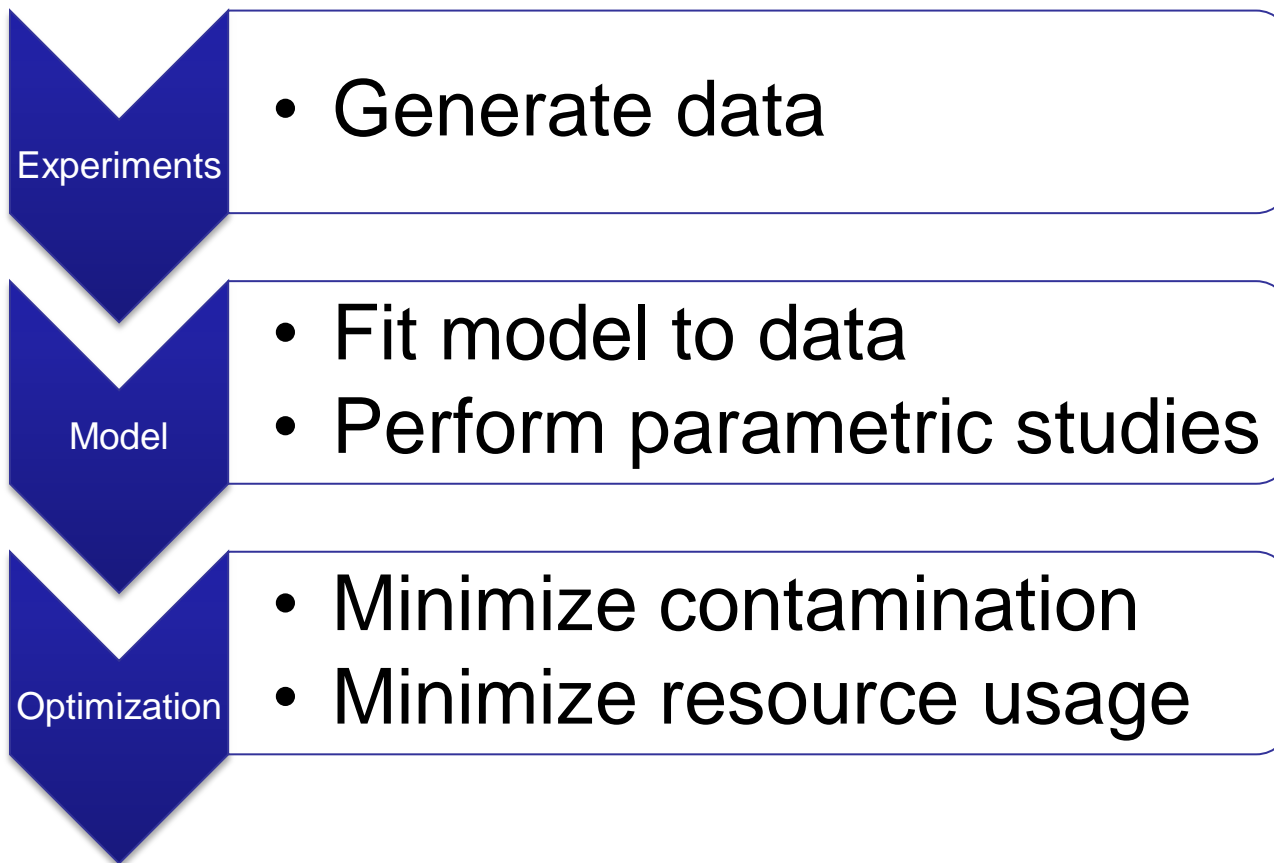 Experiments
• Generate data
Model
• Fit model to data
• Perform parametric studies
Optimization
• Minimize contamination
• Minimize resource usage